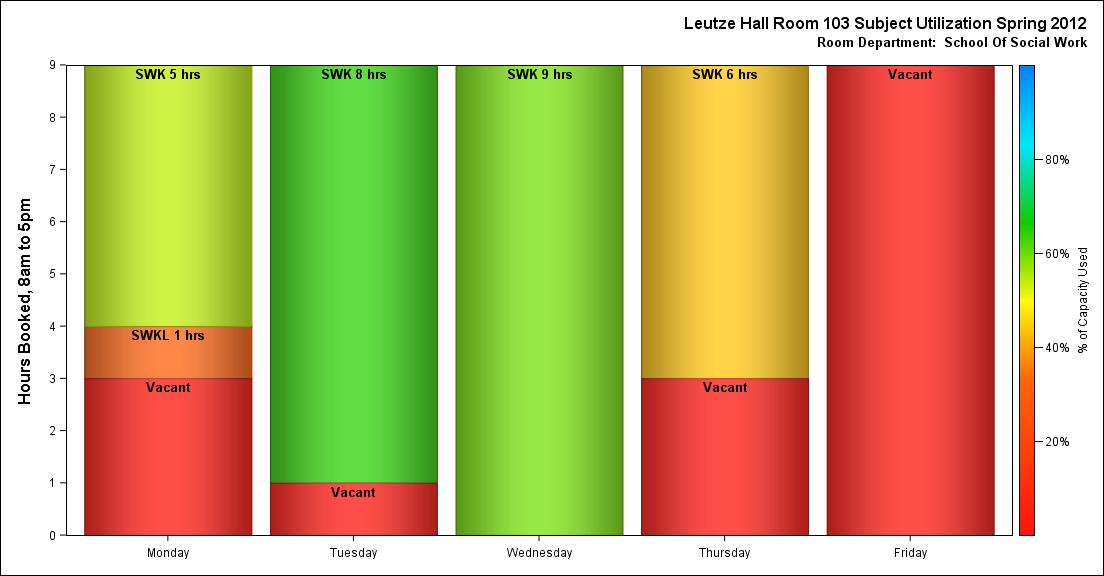 Leutze Hall Room 103 Subject Utilization Spring 2012
Room Department: School Of Social Work
Hours Booked, 8am to 5pm
9
8
7
6
5
4
3
2
1
0
SWK 5 hrs
SWKL 1 hrs
Vacant
SWK 8 hrs
Vacant
SWK 9 hrs
SWK 6 hrs
Vacant
Vacant
Monday
Tuesday
Wednesday
Thursday
Friday
80%
60%
40%
20%
% of Capacity Used